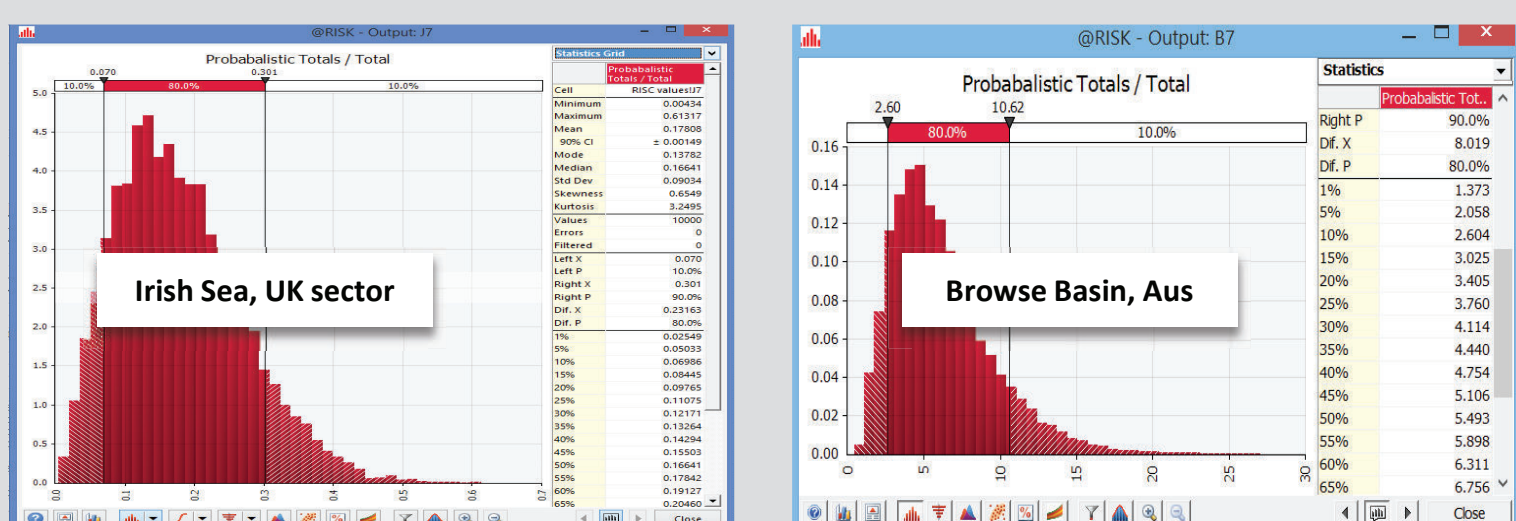 @RISK - Output: J7
Probabalistic Totals / Total
0.070 0.301
10.0% 80.0% 10.0%
5.0
4.5
4.0
3.5
3.0
2.5
2.0
1.5
1.0
0.5
0.0
0.0 0.1 0.2 0.3 0.4 0.5 0.6 0.7
Irish Sea, UK sector
Statistics Grid
Probabalistic
Totals / Total
Cell RISC values!J7
Minimum 0.00434
Maximum 0.61317
Mean 0.17808
90% CI ± 0.00149
Mode 0.13782
Median 0.16641
Std Dev 0.09034
Skewness 0.6549
Kurtosis 3.2495
Values 10000
Errors 0
Filtered 0
Left X 0.070
Left P 10.0%
Right X 0.301
Right P 90.0%
Dif. X 0.23163
Dif. P 80.0%
1% 0.02549
5% 0.05033
10% 0.06986
15% 0.08445
20% 0.09765
25% 0.11075
30% 0.12171
35% 0.13264
40% 0.14294
45% 0.15503
50% 0.16641
55% 0.17842
60% 0.19127
65% 0.20460
Close
@RISK - Output: B7
Probabalistic Totals / Total
2.60 10.62
80.0% 10.0%
0.16
0.14
0.12
0.10
0.08
0.06
0.04
0.02
0.00
0 5 10 15 20 25 30
Browse Basin, Aus
Statistics
Probabalistic Tot..
Right P 90.0%
Dif. X 8.019
Dif. P 80.0%
1% 1.373
5% 2.058
10% 2.604
15% 3.025
20% 3.405
25% 3.760
30% 4.114
35% 4.440
40% 4.754
45% 5.106
50% 5.493
55% 5.898
60% 6.311
65% 6.756
Close